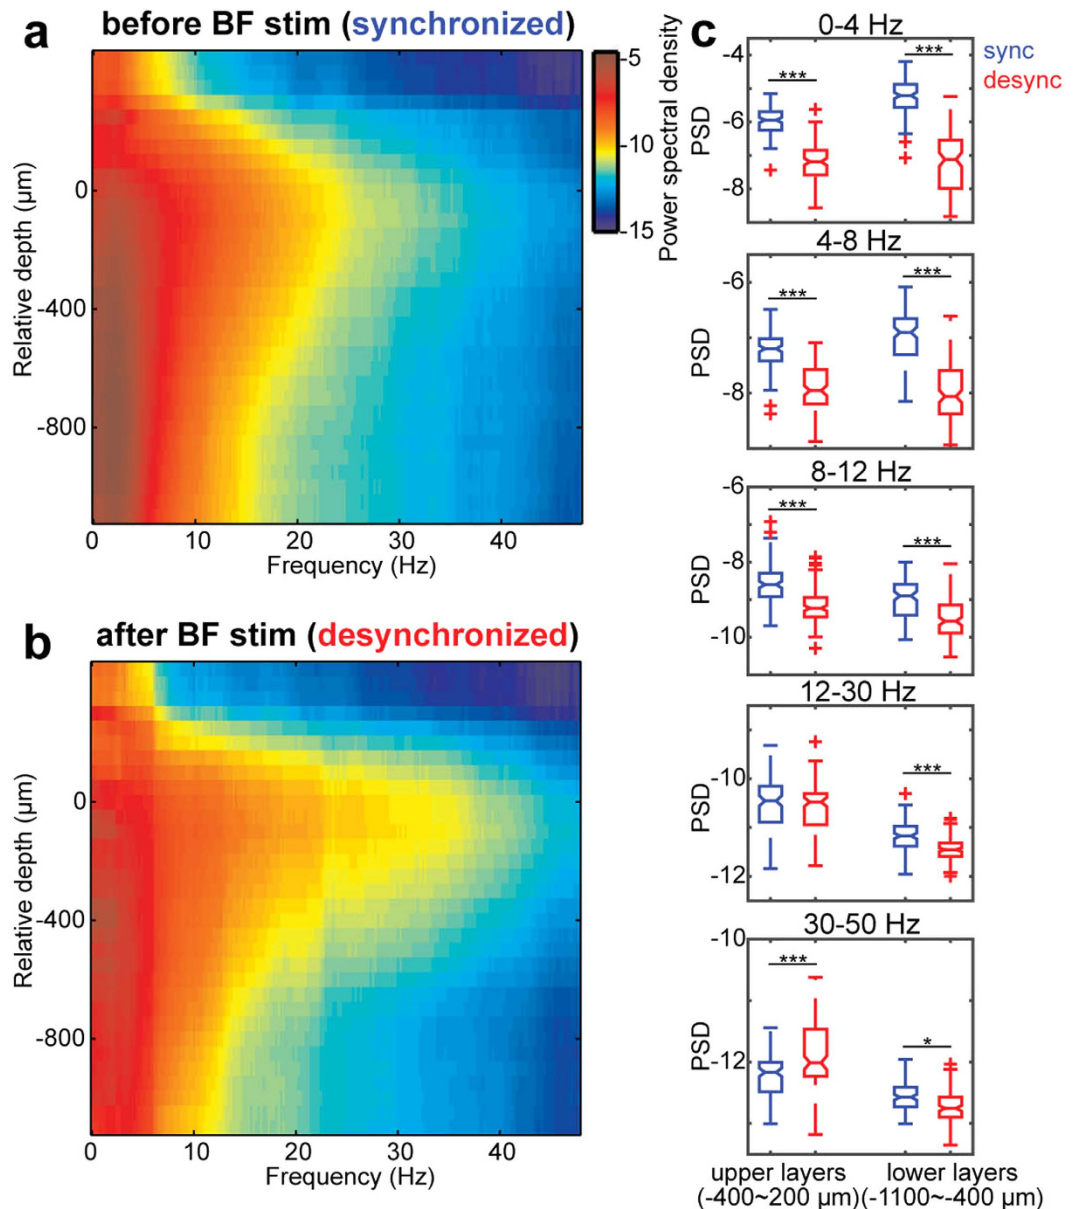 a before BF stim (synchronized)
Relative depth (µm)
0
-400
-800
0 10 20 30 40
Frequency (Hz)
-5
-10
-15
Power spectral density
b after BF stim (desynchronized)
Relative depth (µm)
0
-400
-800
0 10 20 30 40
Frequency (Hz)
c
0-4 Hz
sync
desync
PSD
-4
-6
-8
***
***
4-8 Hz
PSD
-6
-8
***
***
8-12 Hz
PSD
-6
-8
-10
***
***
12-30 Hz
PSD
-10
-12
***
30-50 Hz
PSD
-10
-12
***
*
upper layers lower layers
(-400~200 µm) (-1100~-400 µm)